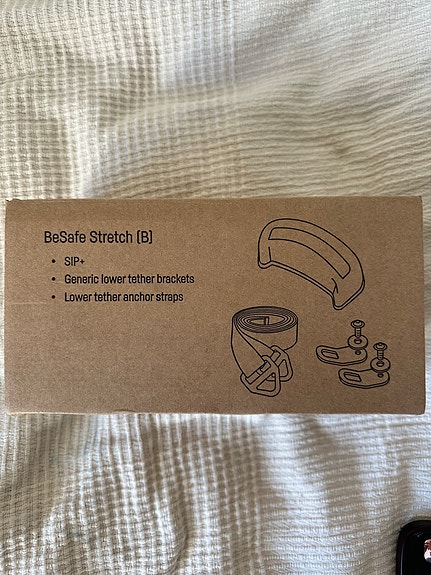 BeSafe Stretch (B)
• SIP+
• Generic lower tether brackets
• Lower tether anchor straps